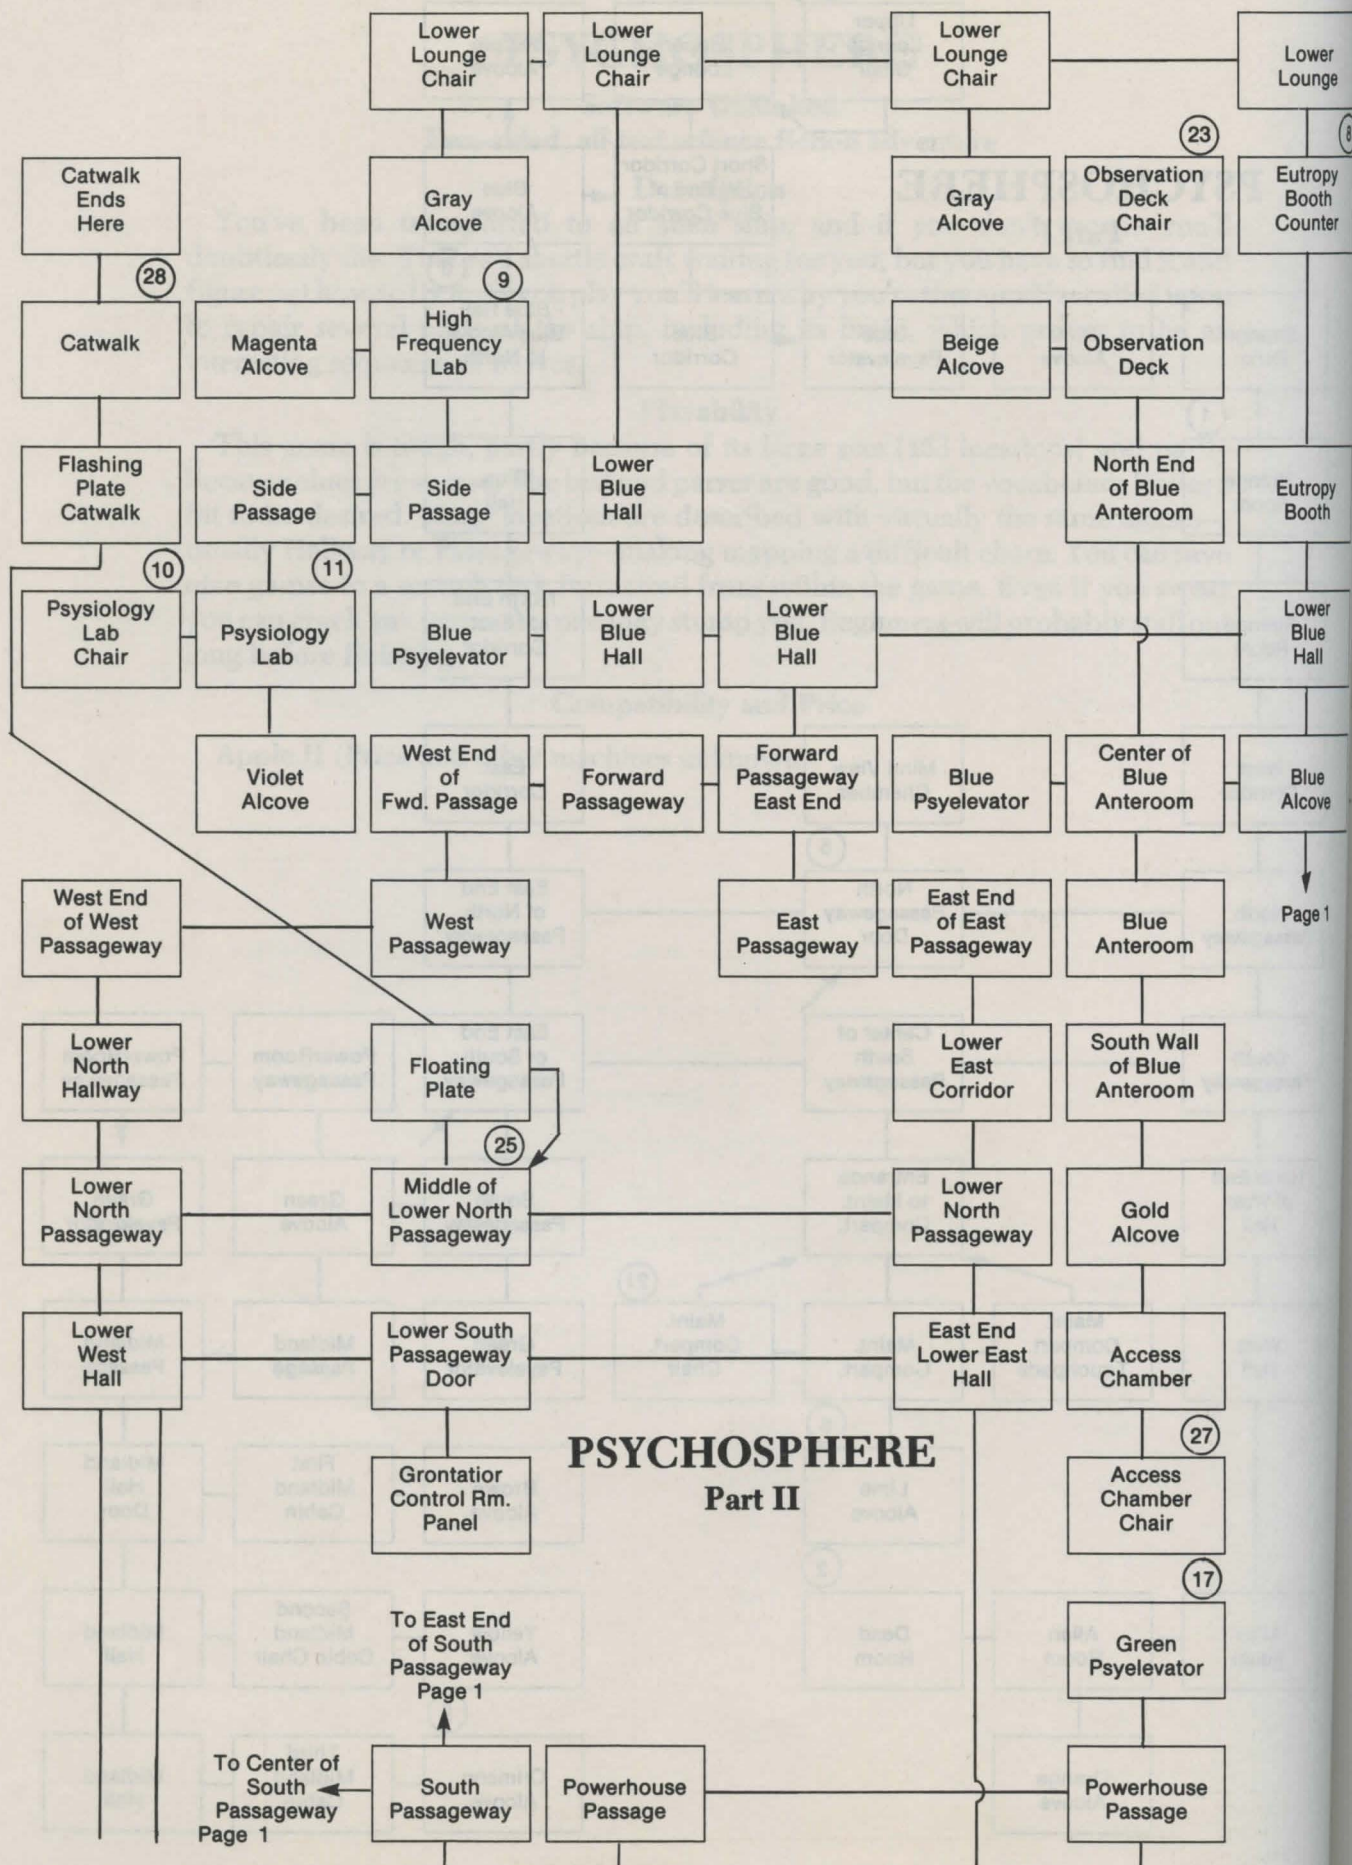 Lower
Lounge
Chair
Lower
Lounge
Chair
Lower
Lounge
Chair
Lower
Lounge
23
8
Catwalk
Ends
Here
Gray
Alcove
Gray
Alcove
Observation
Deck
Chair
Eutropy
Booth
Counter
28
9
Catwalk
Magenta
Alcove
High
Frequency
Lab
Beige
Alcove
Observation
Deck
Flashing
Plate
Catwalk
Side
Passage
Side
Passage
Lower
Blue
Hall
North End
of Blue
Anteroom
Eutropy
Booth
10
11
Psysiology
Lab
Chair
Psysiology
Lab
Blue
Psyelevator
Lower
Blue
Hall
Lower
Blue
Hall
Lower
Blue
Hall
Violet
Alcove
West End
of
Fwd. Passage
Forward
Passageway
Forward
Passageway
East End
Blue
Psyelevator
Center of
Blue
Anteroom
Blue
Alcove
West End
of West
Passageway
West
Passageway
East
Passageway
East End
of East
Passageway
Blue
Anteroom
Page 1
Lower
North
Hallway
Floating
Plate
Lower
East
Corridor
South Wall
of Blue
Anteroom
25
Lower
North
Passageway
Middle of
Lower North
Passageway
Lower
North
Passageway
Gold
Alcove
Lower
West
Hall
Lower South
Passageway
Door
East End
Lower East
Hall
Access
Chamber
27
Grontatior
Control Rm.
Panel
PSYCHOSPHERE
Part II
Access
Chamber
Chair
17
To East End
of South
Passageway
Page 1
Green
Psyelevator
To Center of
South
Passageway
Page 1
South
Passageway
Powerhouse
Passage
Powerhouse
Passage